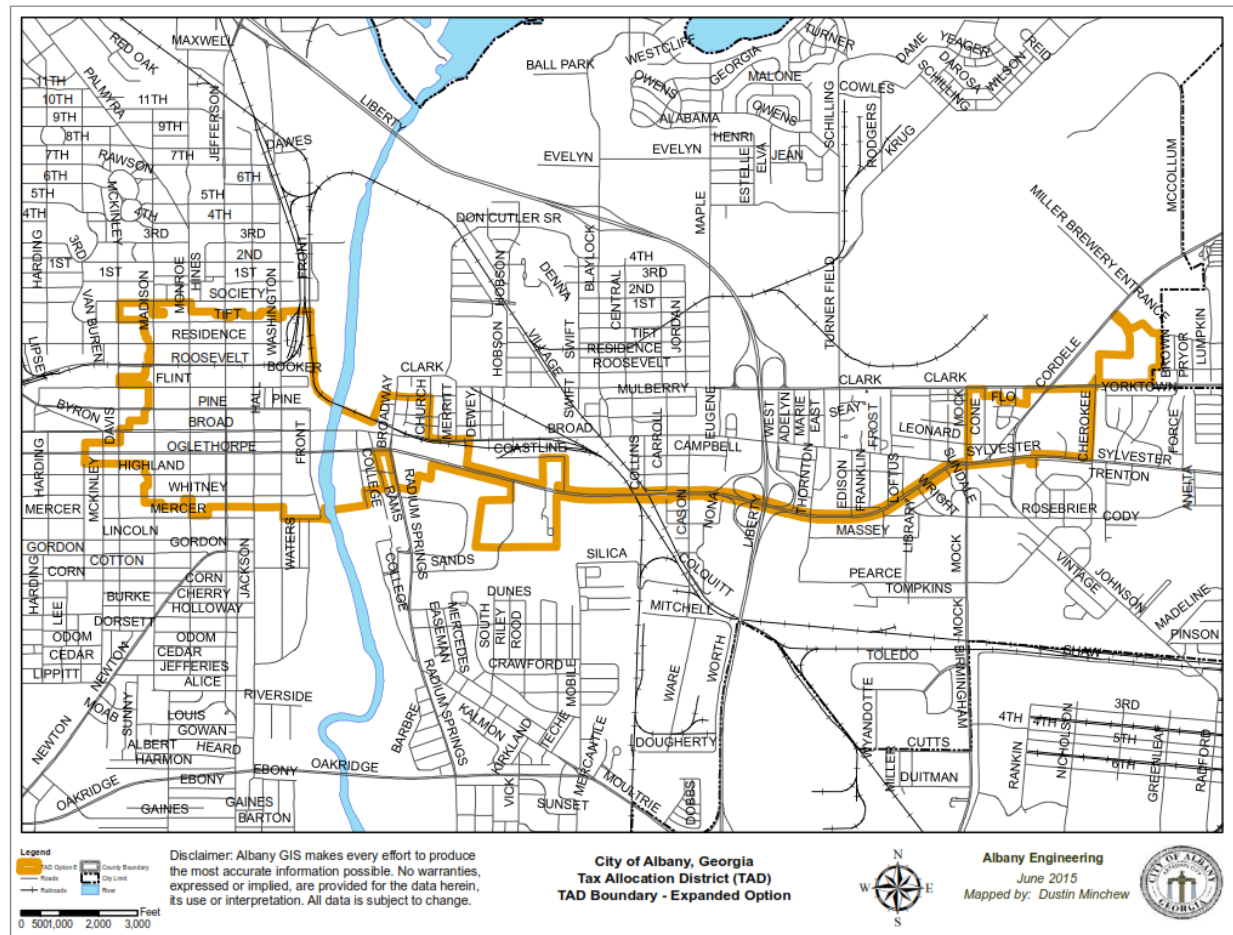 MAXWELL
RED OAK
PALMYRA
11TH
10TH
11TH
9TH
9TH
8TH
JEFFERSON
DAWES
7TH
RAWSON
7TH
6TH
6TH
5TH
MCKINLEY
5TH
4TH
4TH
4TH
3RD
3RD
3RD
HARDING
1ST
1ST
2ND
1ST
HINES
MONROE
MADISON
SOCIETY
FRONT
WASHINGTON
VAN BUREN
TIFT
RESIDENCE
ROOSEVELT
BOOKER
FLINT
BYRON
PINE
HALL
PINE
DAVIS
BROAD
OGLETHORPE
FRONT
HARDING
HIGHLAND
MCKINLEY
WHITNEY
MERCER
MERCER
LINCOLN
WATERS
GORDON
GORDON
COTTON
JACKSON
CORN
CORN
HARDING
LEE
BURKE
CHERRY
HOLLOWAY
DORSETT
ODOM
ODOM
CEDAR
CEDAR
NEWTON
LIPPITT
JEFFERIES
ALICE
RIVERSIDE
MOAB
SUNNY
LOUIS
GOWAN
NEWTON
ALBERT
HEARD
HARMON
OAKRIDGE
EBONY
EBONY
OAKRIDGE
GAINES
GAINES
BARTON
LIBERTY
BALL PARK
WESTCLIFF
GEORGIA
TURNER
OWENS
MALONE
ALABAMA
OWENS
HENRI
EVELYN
EVELYN
ESTELLE
ELVA
JEAN
MAPLE
SCHILLING
COWLES
RODGERS
KRUG
DAME
YEAGER
REID
DAROSA
WILSON
SCHILLING
MCCOLLUM
MILLER BREWERY ENTRANCE
DON CUTLER SR
HOBSON
DENNA
BLAYLOCK
4TH
3RD
CENTRAL
2ND
1ST
JORDAN
TURNER FIELD
VILLAGE
SWIFT
TIFT
RESIDENCE
ROOSEVELT
HOBSON
SWIFT
MULBERRY
CORDELE
BROWN
PRYOR
LUMPKIN
CLARK
BROADWAY
CHURCH
MERRITT
DEWEY
BROAD
COASTLINE
COLLINS
CARROLL
CAMPBELL
EUGENE
WEST
ADELYN
MARIE
EAST
CLARK
CLARK
SEAY
FROST
LEONARD
MOCK
CONE
FLO
YORKTOWN
CHEROKEE
SYLVESTER
SYLVESTER
FORCE
TRENTON
ANEITA
COLLEGE
RAMS
RADIUM SPRINGS
CASON
NONA
LIBERTY
THORNTON
EDISON
FRANKLIN
LOFTUS
LIBRARY
WRIGHT
SUNDALE
MASSEY
ROSEBRIER
CODY
SANDS
SILICA
COLQUITT
PEARCE
TOMPKINS
MOCK
VINTAGE
JOHNSON
MADELINE
PINSON
COLLEGE
EASEMAN
MERCEDES
DUNES
SOUTH
RILEY
ROOD
MITCHELL
CRAWFORD
MOBILE
WARE
WORTH
TOLEDO
MOCK
BIRMINGHAM
SHAW
RADIUM SPRINGS
BARBRE
KALMON
KIRKLAND
TECHE
MERCANTILE
WYANDOTTE
3RD
4TH
4TH
5TH
6TH
NICHOLSON
RANKIN
GREENLEAF
RADFORD
DOUGHERTY
CUTTS
MILLER
DUITMAN
VICK
SUNSET
MOULTRIE
DOBBS
Legend
TAD Option E
County Boundary
Roads
City Limit
Railroads
River
Feet
0 500 1,000 2,000 3,000
Disclaimer: Albany GIS makes every effort to produce
the most accurate information possible. No warranties,
expressed or implied, are provided for the data herein,
its use or interpretation. All data is subject to change.
City of Albany, Georgia
Tax Allocation District (TAD)
TAD Boundary - Expanded Option
N
W E
S
Albany Engineering
June 2015
Mapped by: Dustin Minchew
CITY OF ALBANY
GEORGIA